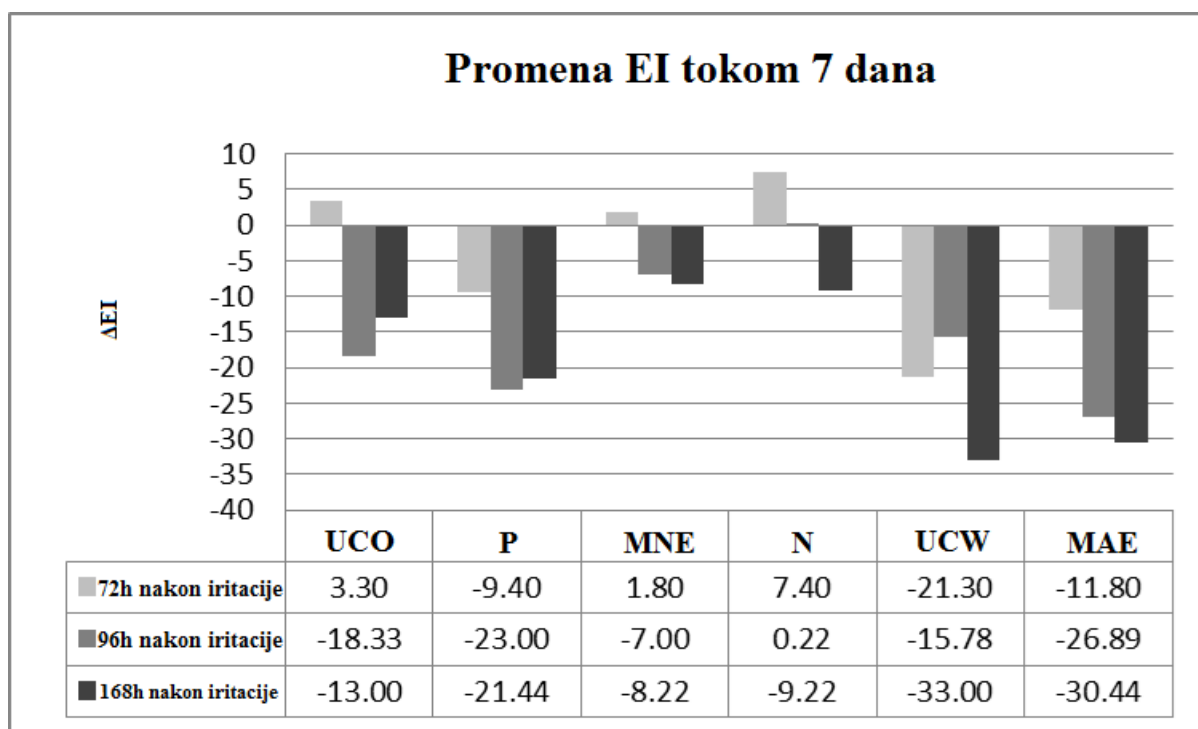 Promena EI tokom 7 dana
10
5
0
-5
-10
-15
-20
-25
-30
-35
-40
ΔEI
UCO P MNE N UCW MAE
72h nakon iritacije 3.30 -9.40 1.80 7.40 -21.30 -11.80
96h nakon iritacije -18.33 -23.00 -7.00 0.22 -15.78 -26.89
168h nakon iritacije -13.00 -21.44 -8.22 -9.22 -33.00 -30.44